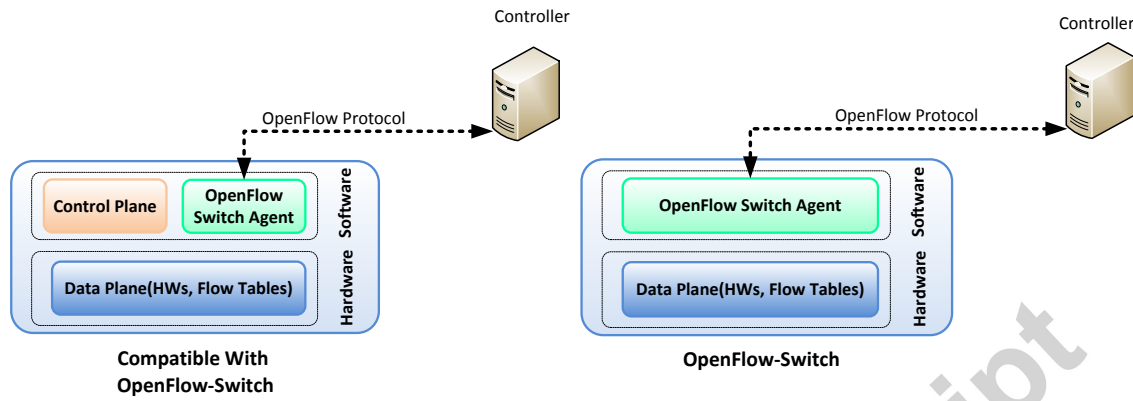 Controller
OpenFlow Protocol
Control Plane
OpenFlow
Switch Agent
Software
Data Plane(HWs, Flow Tables)
Hardware
Compatible With
OpenFlow-Switch
Controller
OpenFlow Protocol
OpenFlow Switch Agent
Software
Data Plane(HWs, Flow Tables)
Hardware
OpenFlow-Switch